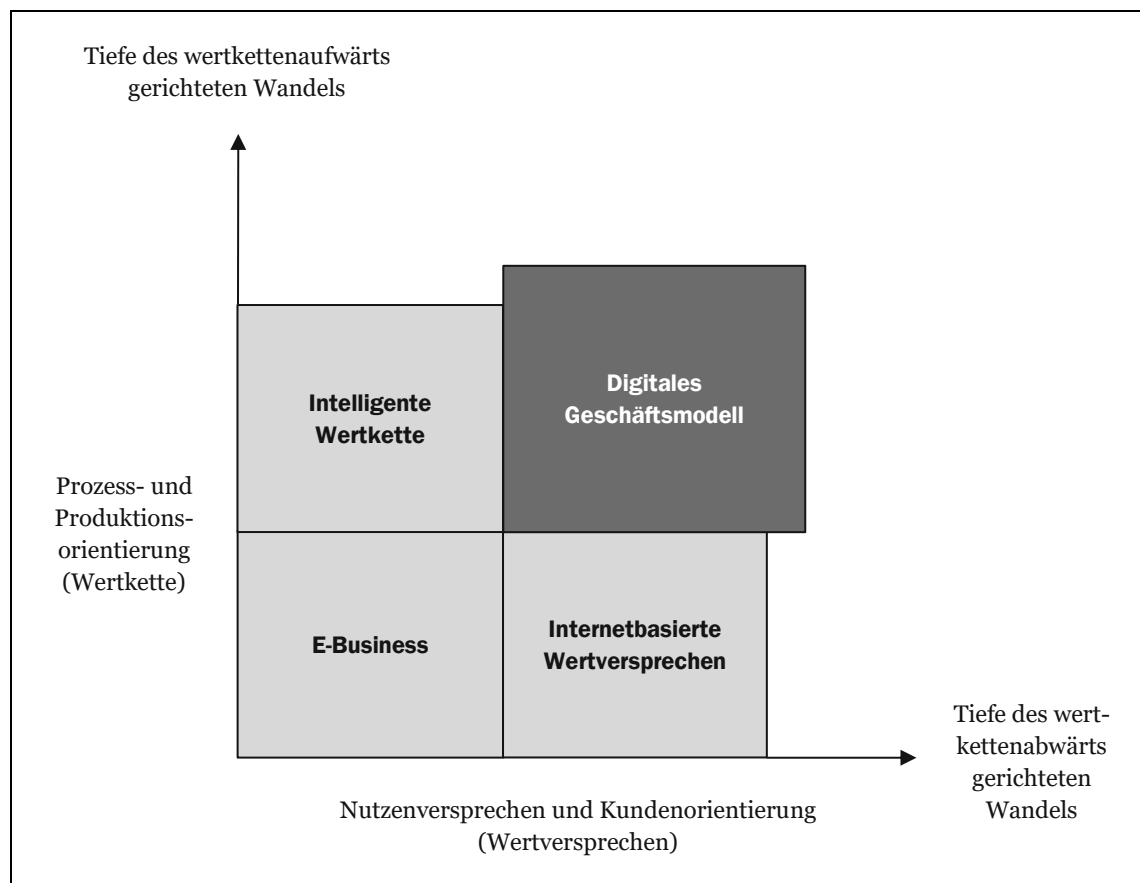 Tiefe des wertkettenaufwärts
gerichteten Wandels
Intelligente
Wertkette
Digitales
Geschäftsmodell
Prozess- und
Produktions-
orientierung
(Wertkette)
E-Business
Internetbasierte
Wertversprechen
Tiefe des wert-
kettenabwärts
gerichteten
Wandels
Nutzenversprechen und Kundenorientierung
(Wertversprechen)